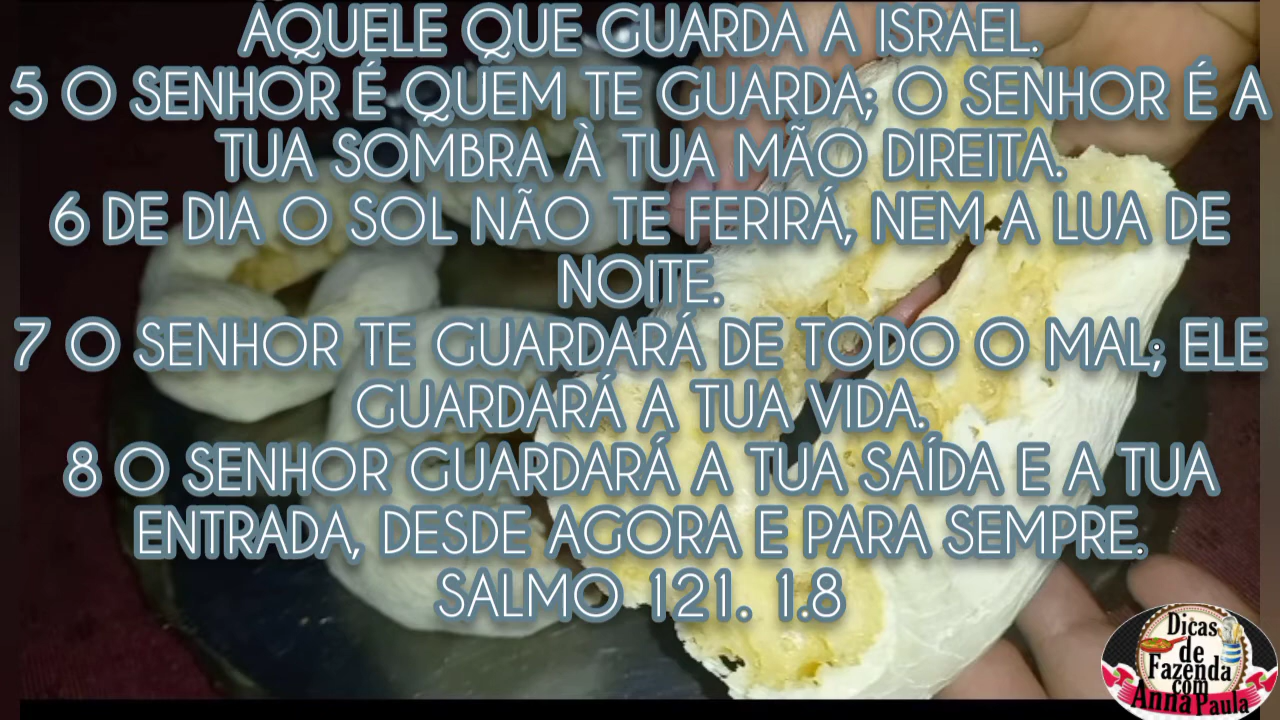 ÀQUELE QUE GUARDA A ISRAEL.
5 O SENHOR É QUEM TE GUARDA; O SENHOR É A
TUA SOMBRA À TUA MÃO DIREITA.
6 DE DIA O SOL NÃO TE FERIRÁ, NEM A LUA DE
NOITE.
7 O SENHOR TE GUARDARÁ DE TODO O MAL; ELE
GUARDARÁ A TUA VIDA.
8 O SENHOR GUARDARÁ A TUA SAÍDA E A TUA
ENTRADA, DESDE AGORA E PARA SEMPRE.
SALMO 121. 1.8
Dicas
de
Fazenda
com
Anna Paula